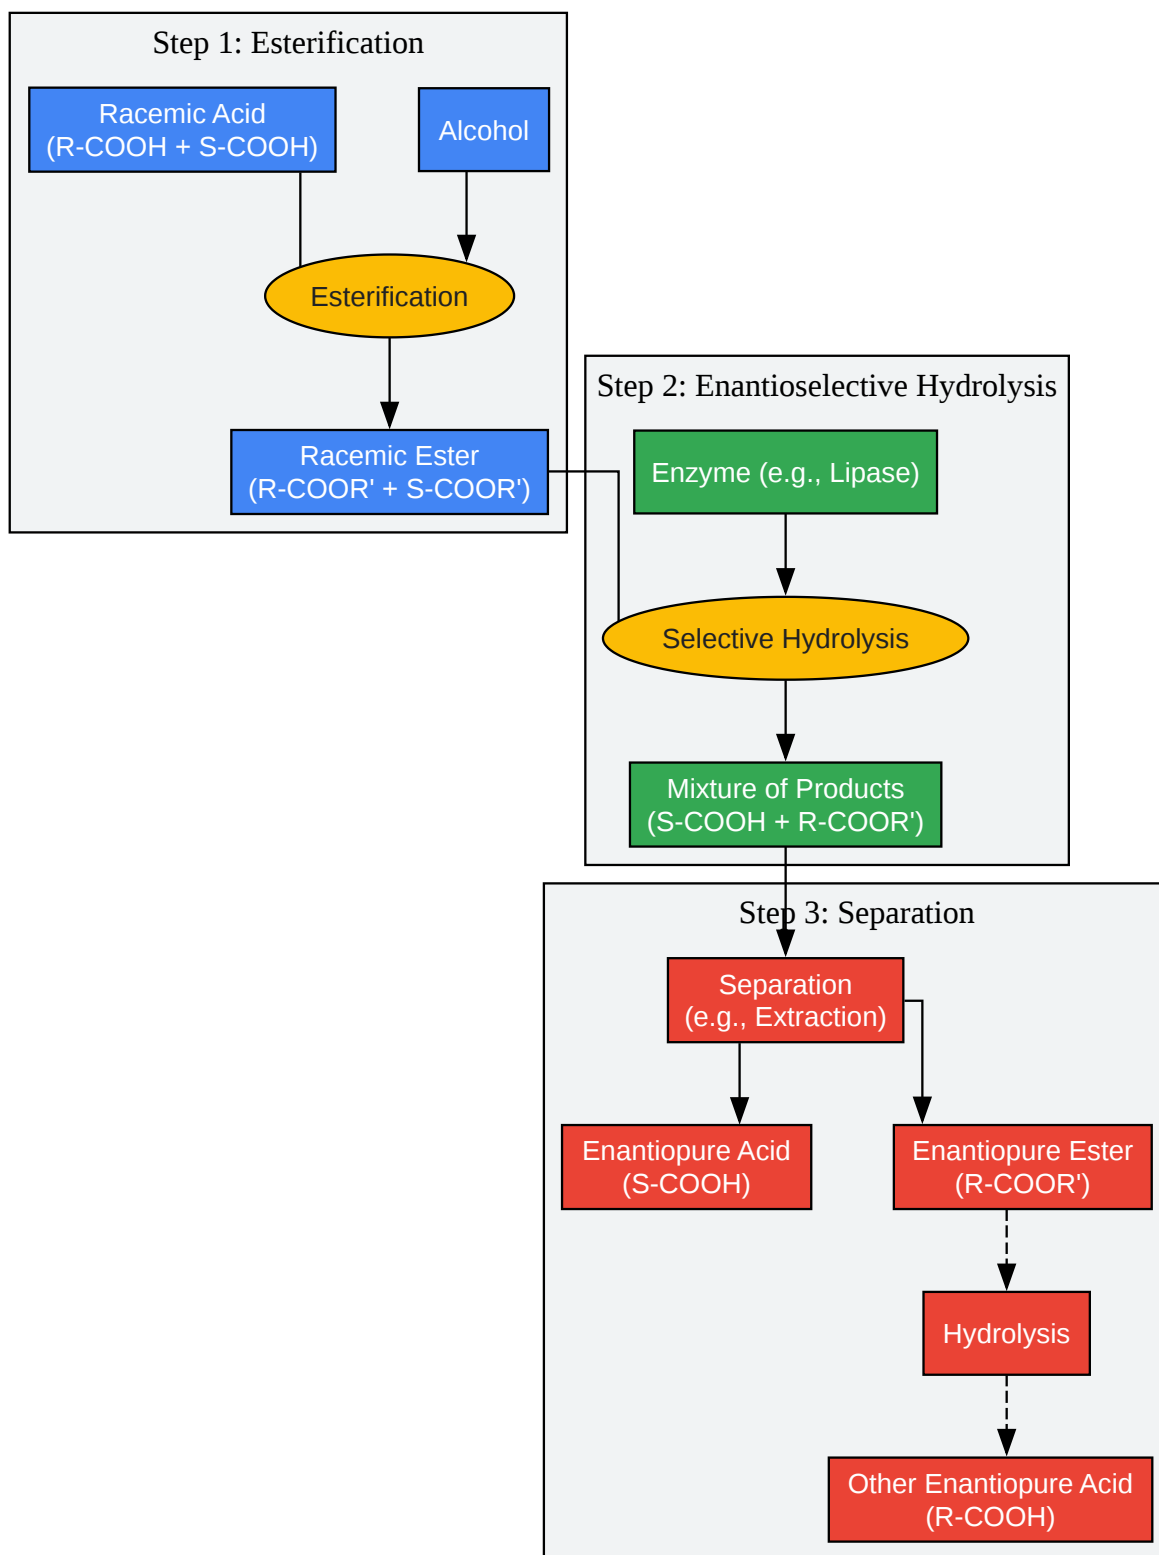 Step 1: Esterification
Racemic Acid
(R-COOH + S-COOH)
Alcohol
Esterification
Racemic Ester
(R-COOR' + S-COOR')
Step 2: Enantioselective Hydrolysis
Enzyme (e.g., Lipase)
Selective Hydrolysis
Mixture of Products
(S-COOH + R-COOR')
Step 3: Separation
Separation
(e.g., Extraction)
Enantiopure Acid
(S-COOH)
Enantiopure Ester
(R-COOR')
Hydrolysis
Other Enantiopure Acid
(R-COOH)